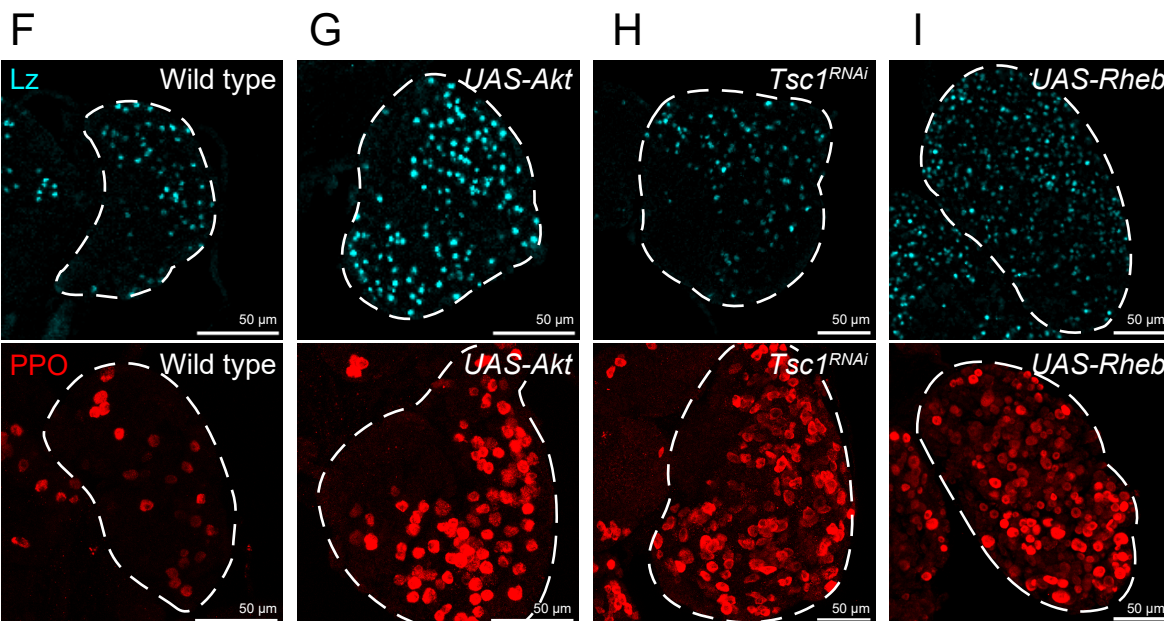 F G H I
Lz Wild type UAS-Akt Tsc1RNAi UAS-Rheb
50 µm 50 µm 50 µm 50 µm
PPO Wild type UAS-Akt Tsc1RNAi UAS-Rheb
50 µm 50 µm 50 µm 50 µm